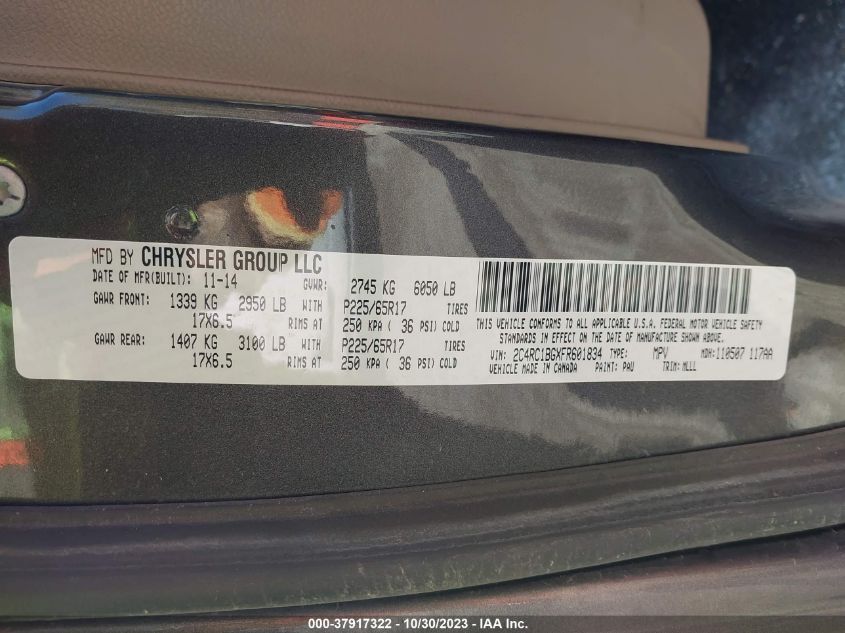 MFD BY CHRYSLER GROUP LLC
DATE OF MFR(BUILT): 11-14 GVWR: 2745 KG 6050 LB
GAWR FRONT: 1339 KG 2950 LB WITH P225/65R17 TIRES
17X6.5 RIMS AT 250 KPA ( 36 PSI) COLD
GAWR REAR: 1407 KG 3100 LB WITH P225/65R17 TIRES
17X6.5 RIMS AT 250 KPA ( 36 PSI) COLD
THIS VEHICLE CONFORMS TO ALL APPLICABLE U.S.A. FEDERAL MOTOR VEHICLE SAFETY
STANDARDS IN EFFECT ON THE DATE OF MANUFACTURE SHOWN ABOVE.
VIN: 2C4RC1BGXFR601834 TYPE: MPV MDH: 110507 117AA
VEHICLE MADE IN CANADA PAINT: PAU TRIM: MLLL
000-37917322 - 10/30/2023 - IAA Inc.